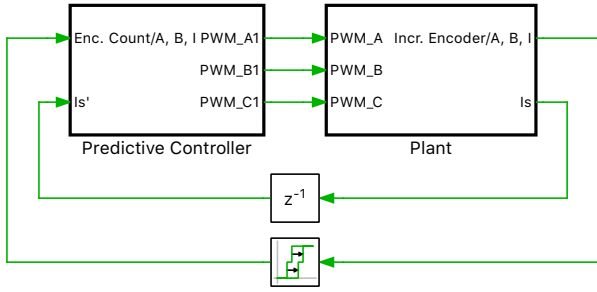 Enc. Count/A, B, I PWM_A1
PWM_A Incr. Encoder/A, B, I
PWM_B1
PWM_B
Is' PWM_C1
PWM_C Is
Predictive Controller
Plant
z⁻¹